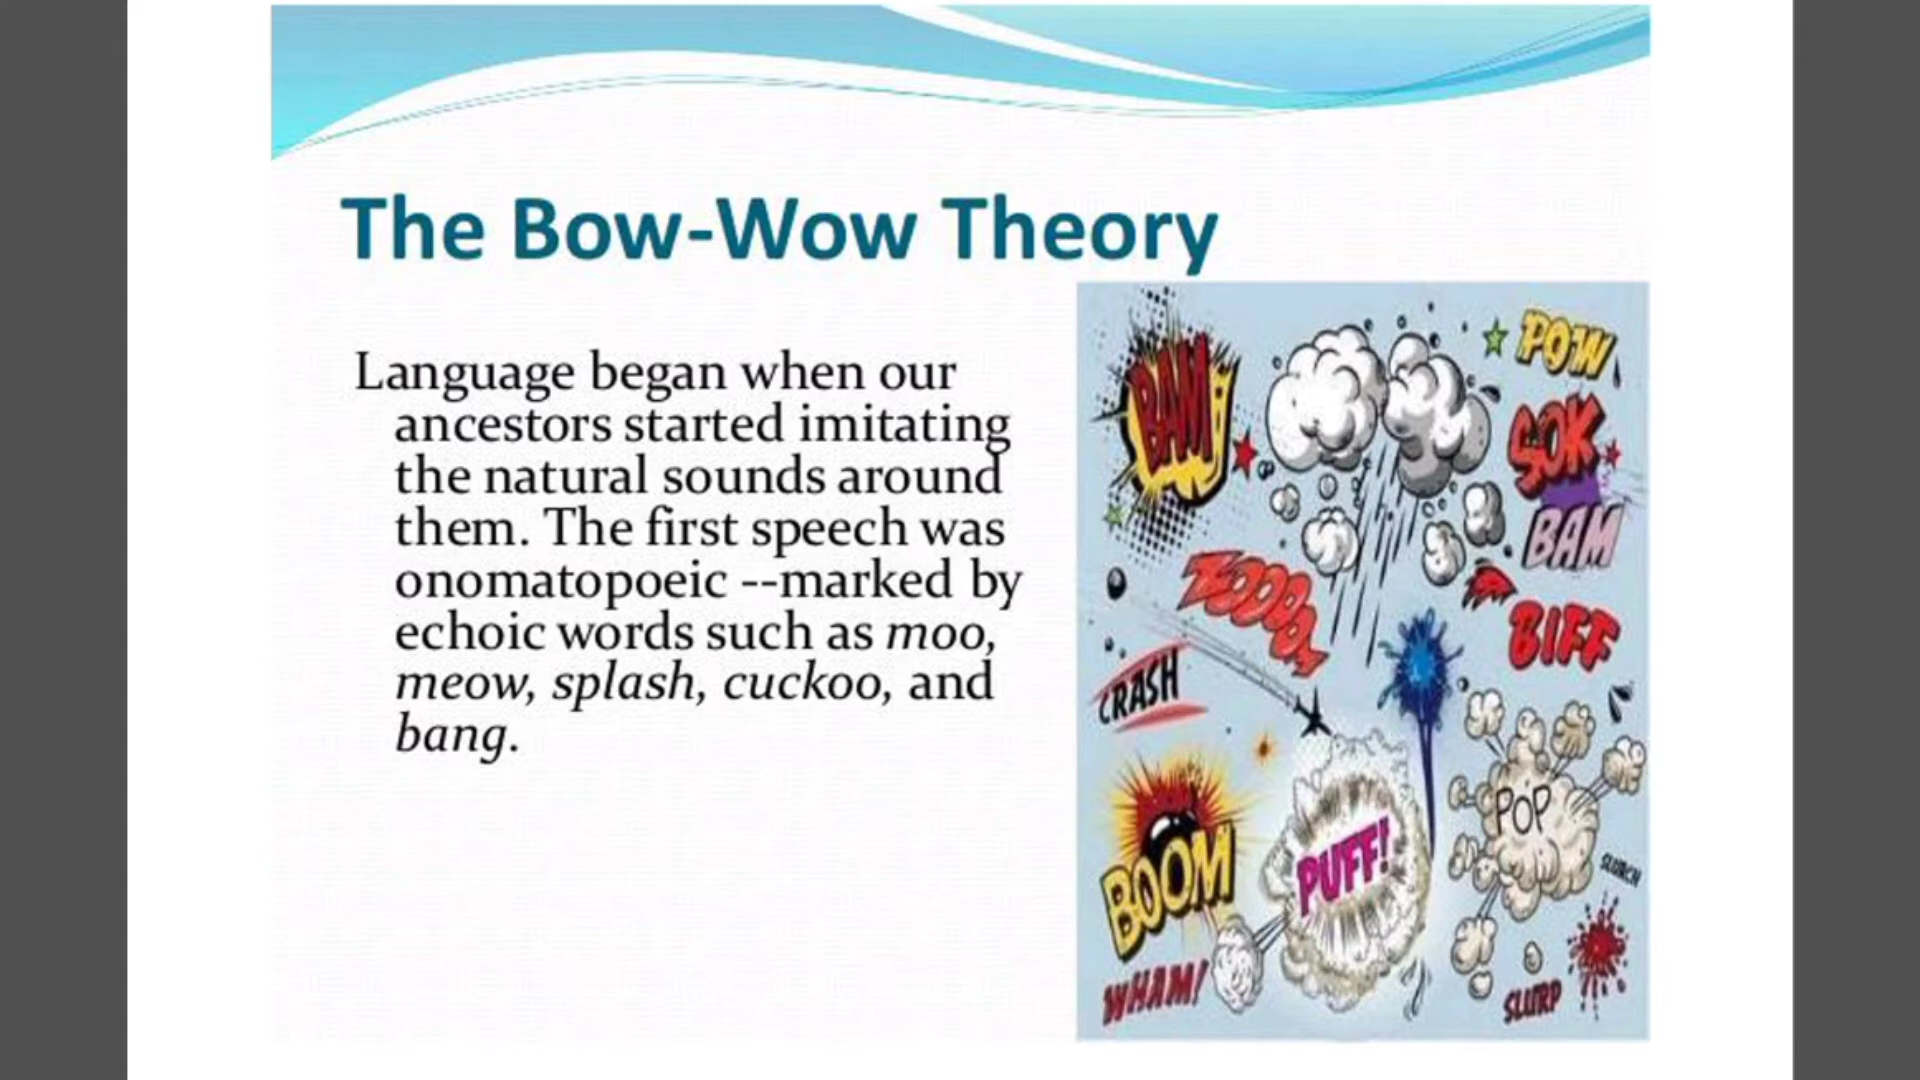 The Bow-Wow Theory
Language began when our
ancestors started imitating
the natural sounds around
them. The first speech was
onomatopoeic --marked by
echoic words such as moo,
meow, splash, cuckoo, and
bang.
BAM!
POW
SOK
BAM
ZOOOOM
BIFF
CRASH
BOOM
PUFF!
POP
SLURCH
WHAM!
SLURP